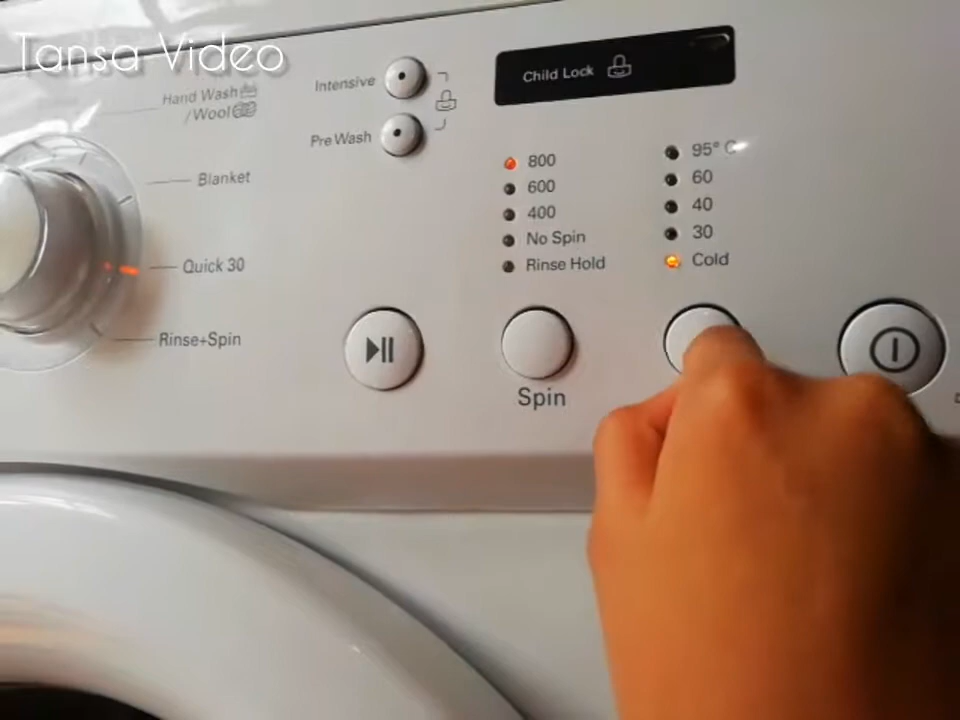 Tansa Video
Hand Wash
/Wool
Blanket
Quick 30
Rinse+Spin
Intensive
Pre Wash
Child Lock
800
600
400
No Spin
Rinse Hold
95° C
60
40
30
Cold
Spin